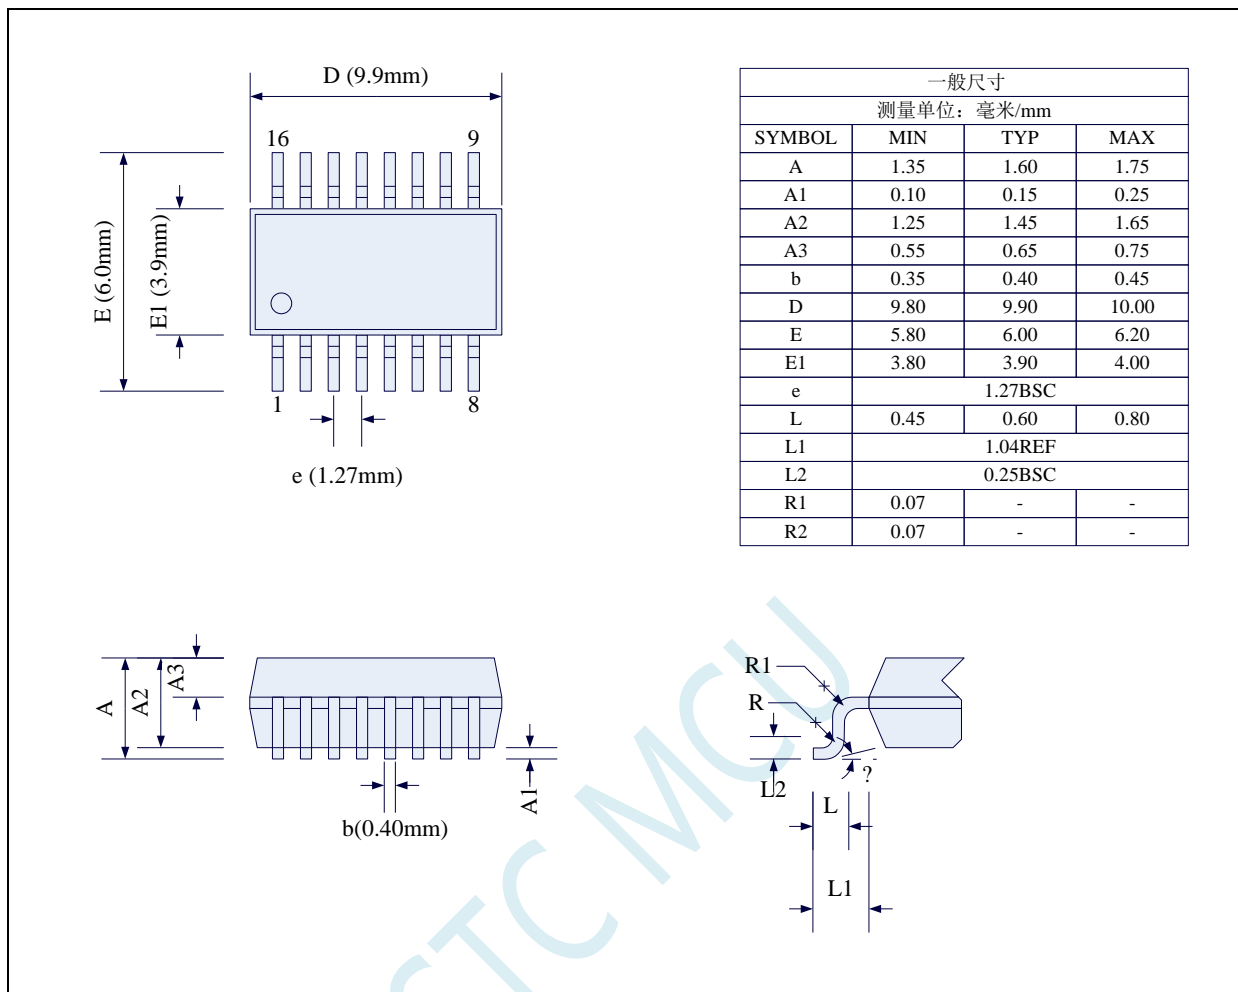 D (9.9mm)
16
9
E (6.0mm)
E1 (3.9mm)
1
8
e (1.27mm)
一般尺寸
测量单位：毫米/mm
SYMBOL MIN TYP MAX
A 1.35 1.60 1.75
A1 0.10 0.15 0.25
A2 1.25 1.45 1.65
A3 0.55 0.65 0.75
b 0.35 0.40 0.45
D 9.80 9.90 10.00
E 5.80 6.00 6.20
E1 3.80 3.90 4.00
e 1.27BSC
L 0.45 0.60 0.80
L1 1.04REF
L2 0.25BSC
R1 0.07 - -
R2 0.07 - -
A
A2
A3
A1
b(0.40mm)
R1
R
L2
L
?
L1
STC MCU